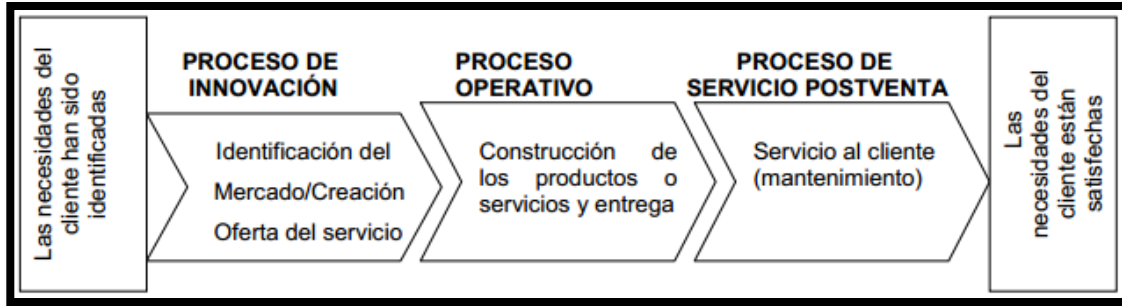 Las necesidades del
cliente han sido
identificadas
PROCESO DE
INNOVACIÓN
Identificación del
Mercado/Creación
Oferta del servicio
PROCESO
OPERATIVO
Construcción de
los productos o
servicios y entrega
PROCESO DE
SERVICIO POSTVENTA
Servicio al cliente
(mantenimiento)
Las
necesidades del
cliente están
satisfechas